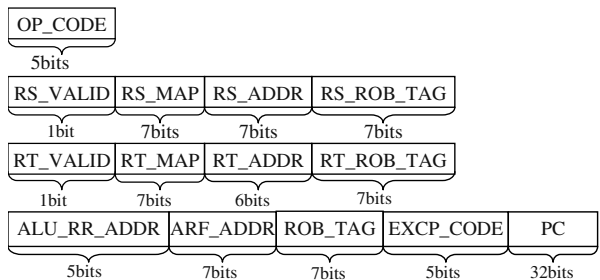 OP_CODE
5bits
RS_VALID RS_MAP RS_ADDR RS_ROB_TAG
1bit 7bits 7bits 7bits
RT_VALID RT_MAP RT_ADDR RT_ROB_TAG
1bit 7bits 6bits 7bits
ALU_RR_ADDR ARF_ADDR ROB_TAG EXCP_CODE PC
5bits 7bits 7bits 5bits 32bits